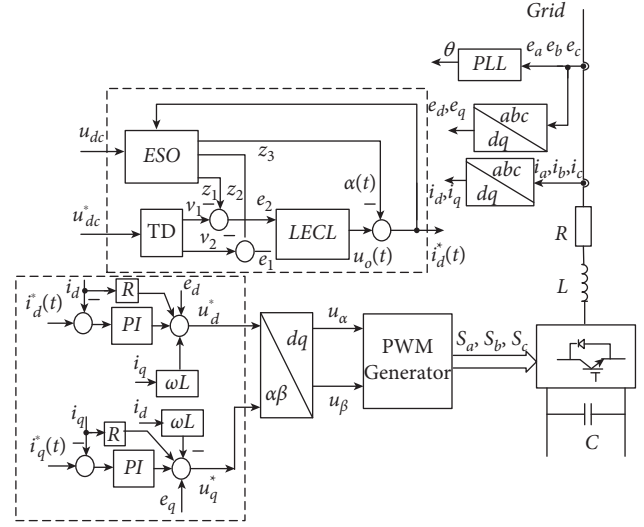 Grid
θ
PLL
e_a e_b e_c
e_d, e_q
abc
dq
u_dc
ESO
z_3
z_1
z_2
α(t)
−
i_d, i_q
abc
dq
i_a, i_b, i_c
u*_dc
TD
v_1
−
e_2
LECL
v_2
−
e_1
u_o(t)
i*_d(t)
R
L
i_d
R
e_d
i*_d(t)
−
PI
u*_d
i_q
ωL
dq
αβ
u_α
u_β
PWM
Generator
S_a, S_b, S_c
C
i_q
i_d
ωL
R
−
−
i*_q(t)
PI
u*_q
e_q